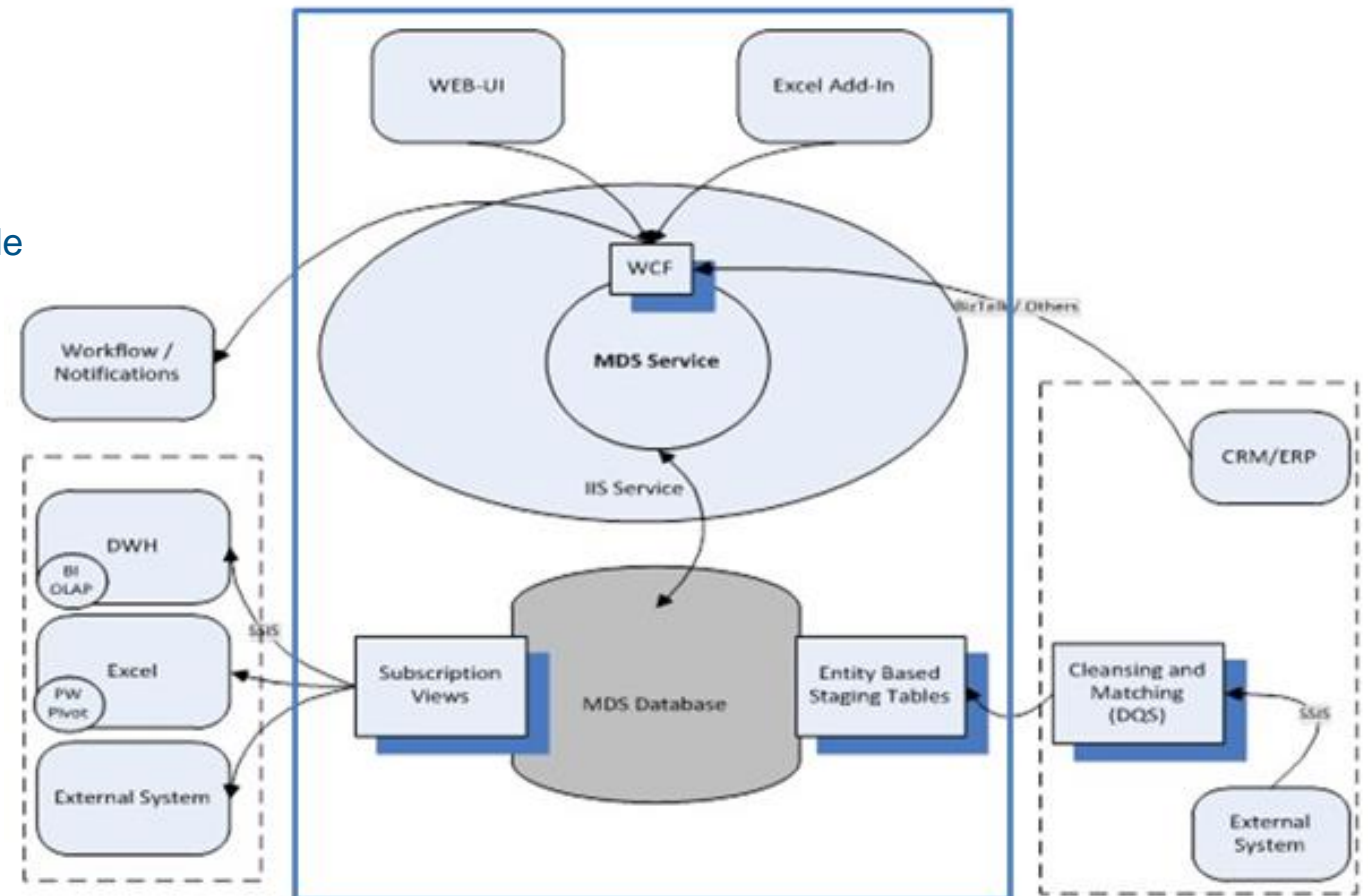 WEB-UI
Excel Add-In
le
WCF
BizTalk / Others
Workflow /
Notifications
MDS Service
CRM/ERP
IIS Service
DWH
BI
OLAP
SSIS
Excel
PW
Pivot
External System
Subscription
Views
MDS Database
Entity Based
Staging Tables
Cleansing and
Matching
(DQS)
SSIS
External
System